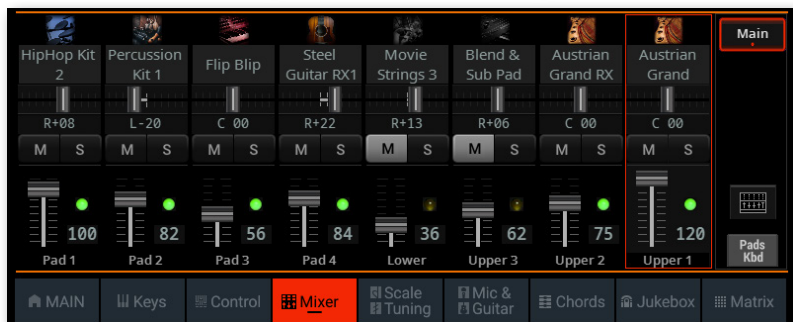 HipHop Kit 2
Percussion Kit 1
Flip Blip
Steel Guitar RX1
Movie Strings 3
Blend & Sub Pad
Austrian Grand RX
Austrian Grand
Main
R+08 L-20 C 00 R+22 R+13 R+06 C 00 C 00
M S M S M S M S M S M S M S M S
100 82 56 84 36 62 75 120
Pad 1 Pad 2 Pad 3 Pad 4 Lower Upper 3 Upper 2 Upper 1
Pads
Kbd
MAIN Keys Control Mixer Scale Tuning Mic & Guitar Chords Jukebox Matrix